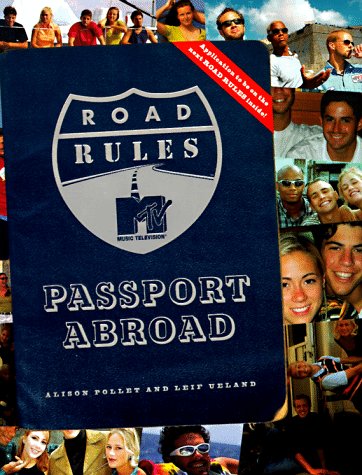 Application to be on the
next ROAD RULES inside!
ROAD
RULES
MTV
MUSIC TELEVISION®
PASSPORT
ABROAD
ALISON POLLET AND LEIF UELAND